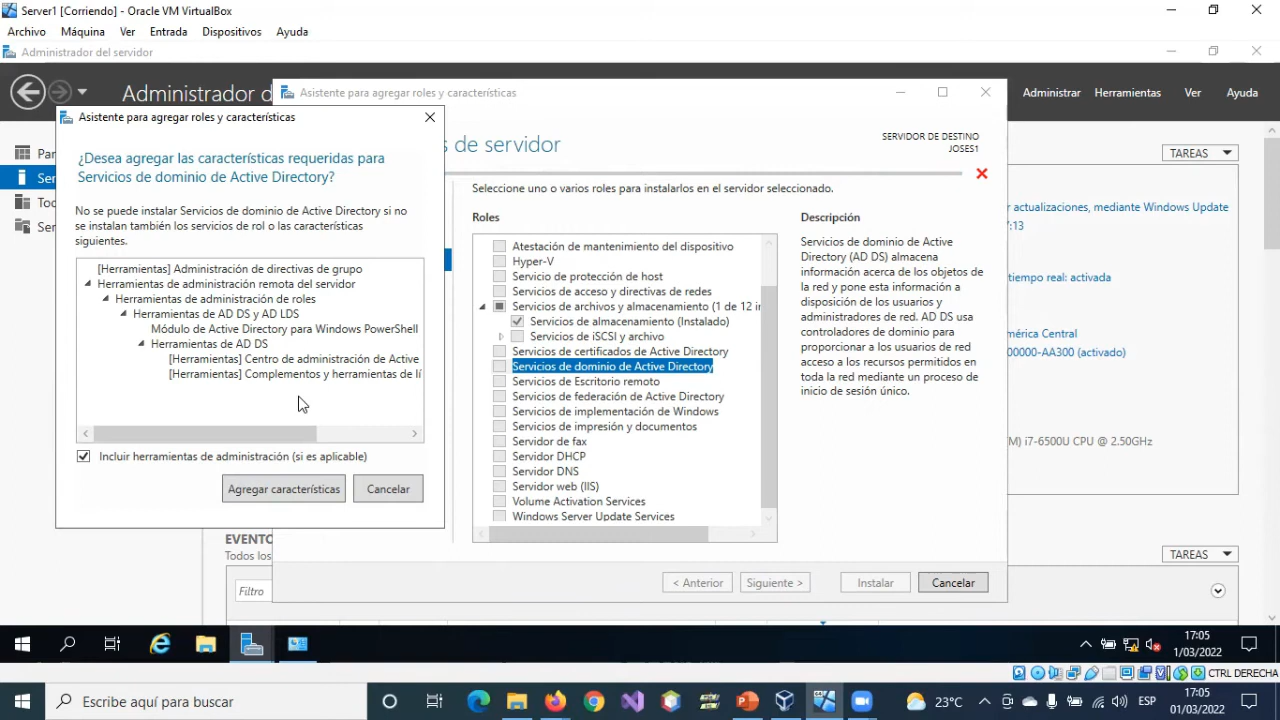 Server1 [Corriendo] - Oracle VM VirtualBox
Archivo Máquina Ver Entrada Dispositivos Ayuda
Administrador del servidor
Administrador d
Administrar Herramientas Ver Ayuda
Asistente para agregar roles y características
s de servidor
SERVIDOR DE DESTINO
JOSES1
Asistente para agregar roles y características
¿Desea agregar las características requeridas para
Servicios de dominio de Active Directory?
No se puede instalar Servicios de dominio de Active Directory si no
se instalan también los servicios de rol o las características
siguientes.
[Herramientas] Administración de directivas de grupo
Herramientas de administración remota del servidor
Herramientas de administración de roles
Herramientas de AD DS y AD LDS
Módulo de Active Directory para Windows PowerShell
Herramientas de AD DS
[Herramientas] Centro de administración de Active
[Herramientas] Complementos y herramientas de lí
Incluir herramientas de administración (si es aplicable)
Agregar características Cancelar
Par
Ser
Tod
Ser
Seleccione uno o varios roles para instalarlos en el servidor seleccionado.
Roles
Atestación de mantenimiento del dispositivo
Hyper-V
Servicio de protección de host
Servicios de acceso y directivas de redes
Servicios de archivos y almacenamiento (1 de 12 in
Servicios de almacenamiento (Instalado)
Servicios de iSCSI y archivo
Servicios de certificados de Active Directory
Servicios de dominio de Active Directory
Servicios de Escritorio remoto
Servicios de federación de Active Directory
Servicios de implementación de Windows
Servicios de impresión y documentos
Servidor de fax
Servidor DHCP
Servidor DNS
Servidor web (IIS)
Volume Activation Services
Windows Server Update Services
Descripción
Servicios de dominio de Active
Directory (AD DS) almacena
información acerca de los objetos de
la red y pone esta información a
disposición de los usuarios y
administradores de red. AD DS usa
controladores de dominio para
proporcionar a los usuarios de red
acceso a los recursos permitidos en
toda la red mediante un proceso de
inicio de sesión único.
< Anterior Siguiente > Instalar Cancelar
TAREAS
r actualizaciones, mediante Windows Update
:13
tiempo real: activada
mérica Central
00000-AA300 (activado)
M) i7-6500U CPU @ 2.50GHz
EVENTO
Todos los
TAREAS
Filtro
17:05
1/03/2022
CTRL DERECHA
Escribe aquí para buscar
23°C
ESP
17:05
01/03/2022